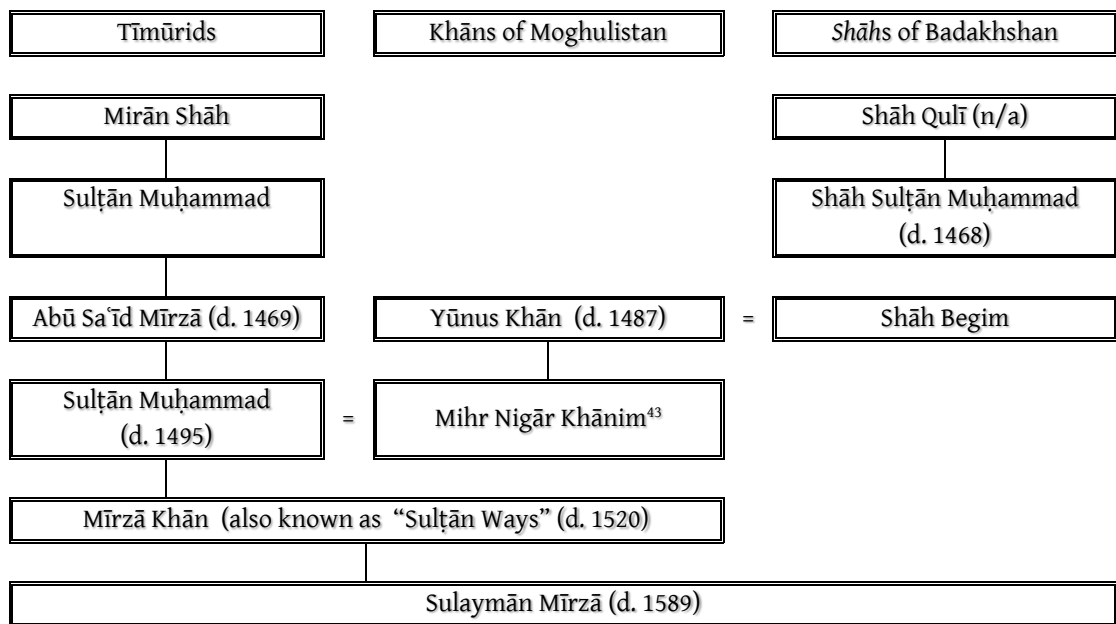 Tīmūrids
Khāns of Moghulistan
Shāhs of Badakhshan
Mirān Shāh
Shāh Qulī (n/a)
Sulṭān Muḥammad
Shāh Sulṭān Muḥammad
(d. 1468)
Abū Saʿīd Mīrzā (d. 1469)
Yūnus Khān (d. 1487)
=
Shāh Begim
Sulṭān Muḥammad
(d. 1495)
=
Mihr Nigār Khānim⁴³
Mīrzā Khān (also known as “Sulṭān Ways” (d. 1520)
Sulaymān Mīrzā (d. 1589)